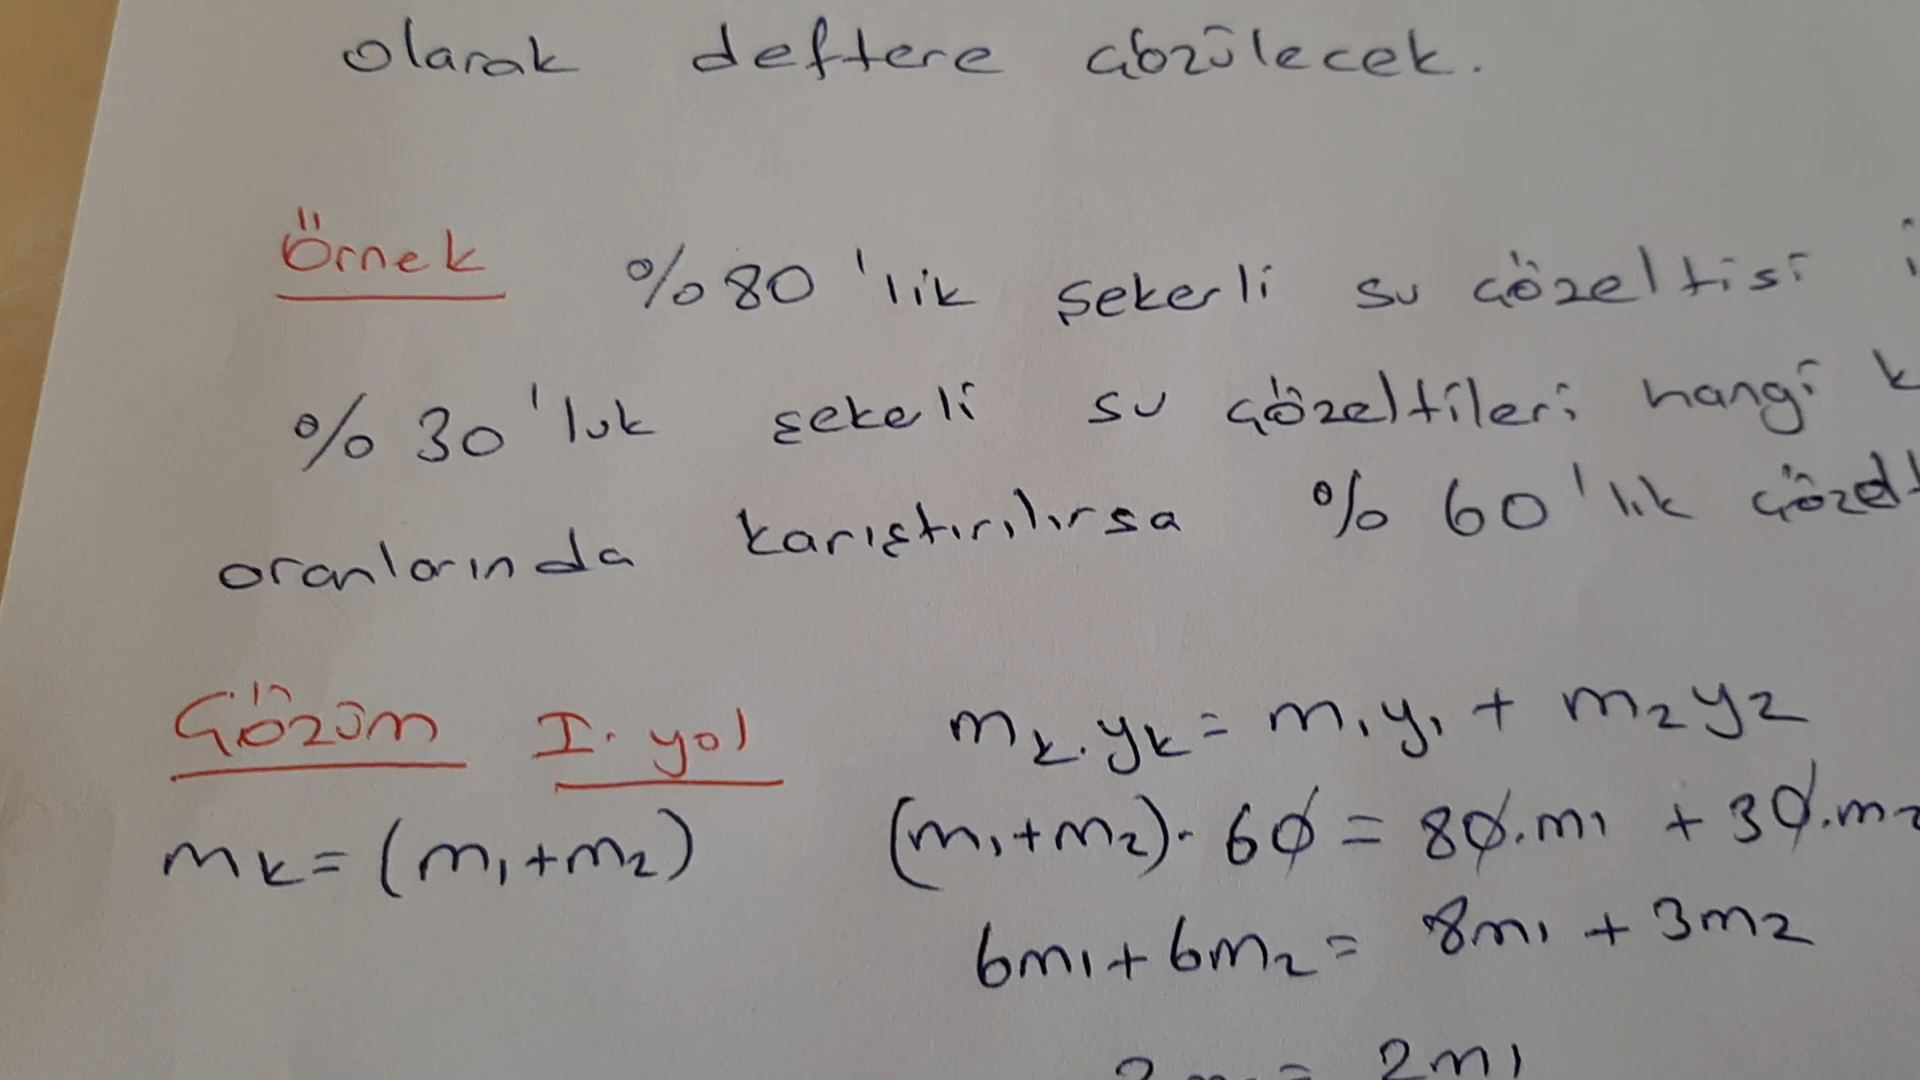 olarak deftere çözülecek.
Örnek %80 'lik şekerli su çözeltisi
% 30 'luk şekeli su çözeltileri hangi
oranlarında karıştırılırsa % 60 'lık
Çözüm I. yol mk.yk = m1y1 + m2y2
mk = (m1+m2) (m1+m2). 60 = 80.m1 + 30.m2
6m1 + 6m2 = 8m1 + 3m2
= 2m1